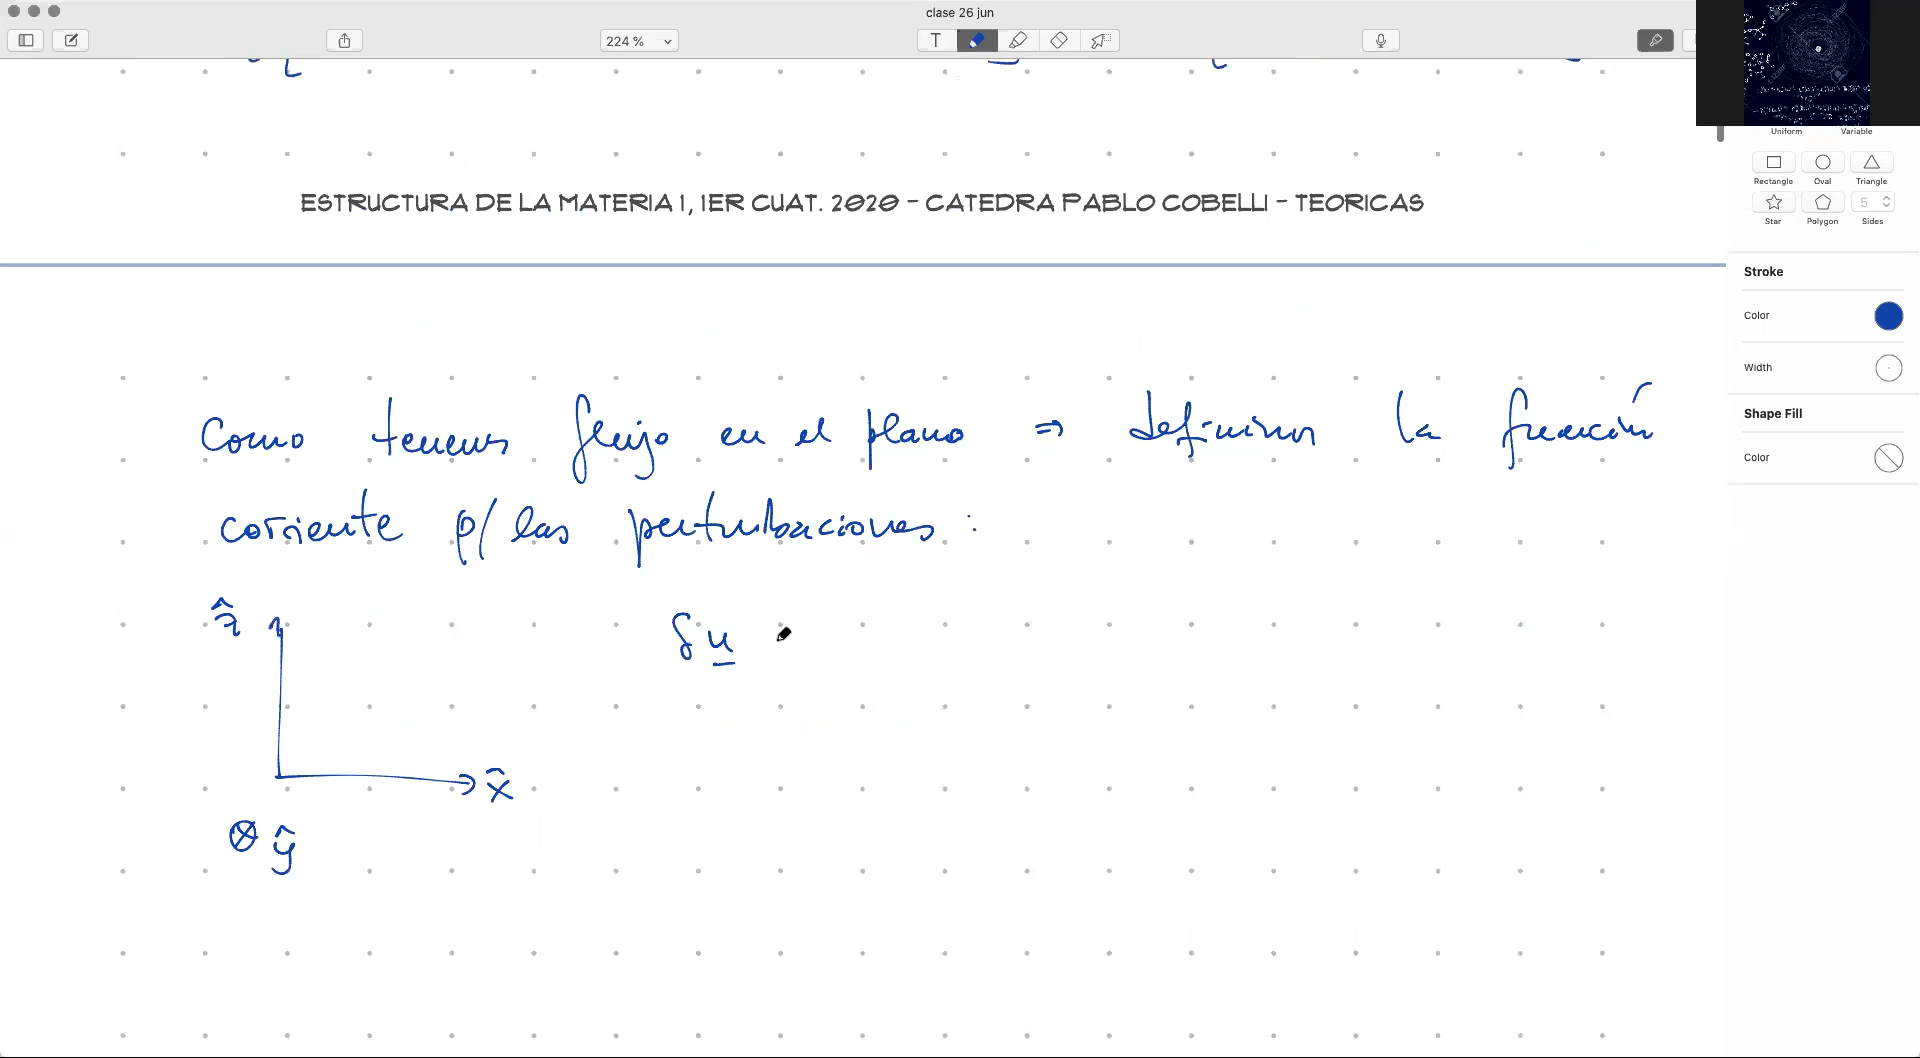 clase 26 jun
224 %
T
Uniform Variable
Rectangle Oval Triangle
5
Star Polygon Sides
ESTRUCTURA DE LA MATERIA 1, 1ER CUAT. 2020 - CATEDRA PABLO COBELLI - TEORICAS
Stroke
Color
Width
Shape Fill
Color
Como tenemos flujo en el plano ⇒ definimos la función
corriente p/ las perturbaciones :
ẑ
δu
x̂
⊗ ŷ